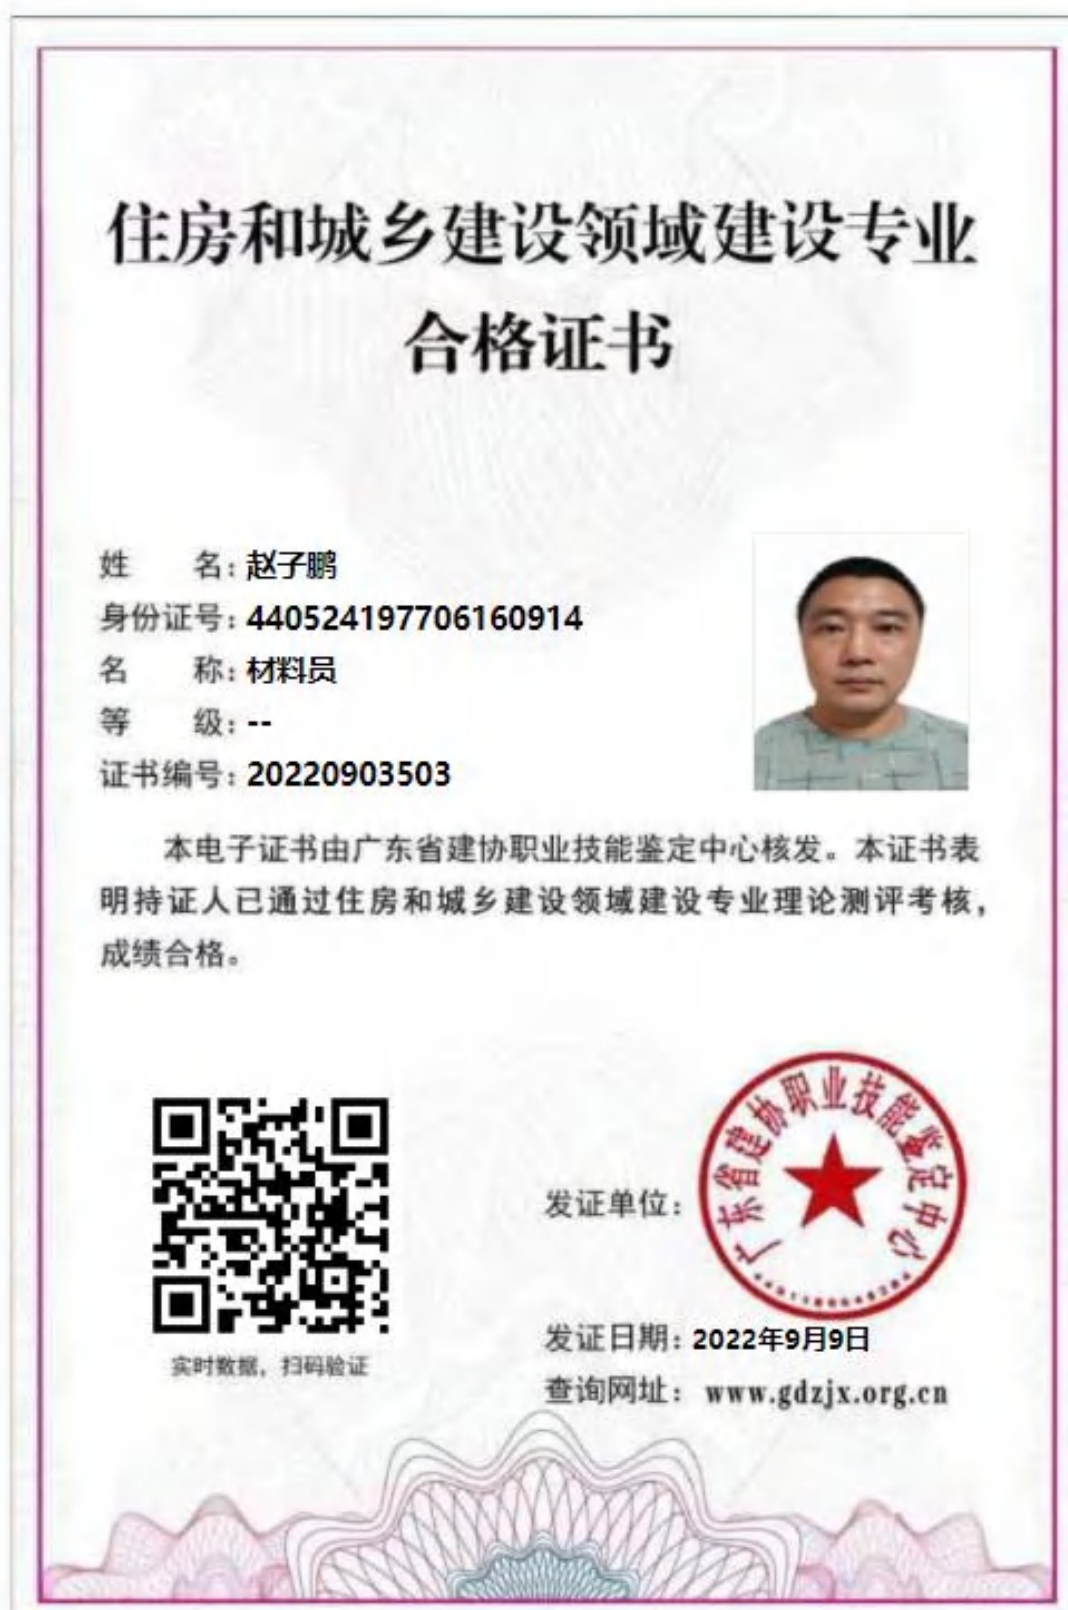 住房和城乡建设领域建设专业
合格证书
姓 名：赵子鹏
身份证号：440524197706160914
名 称：材料员
等 级：--
证书编号：20220903503
本电子证书由广东省建协职业技能鉴定中心核发。本证书表
明持证人已通过住房和城乡建设领域建设专业理论测评考核，
成绩合格。
广东省建协职业技能鉴定中心
发证单位：
实时数据，扫码验证
发证日期：2022年9月9日
查询网址：www.gdzjx.org.cn